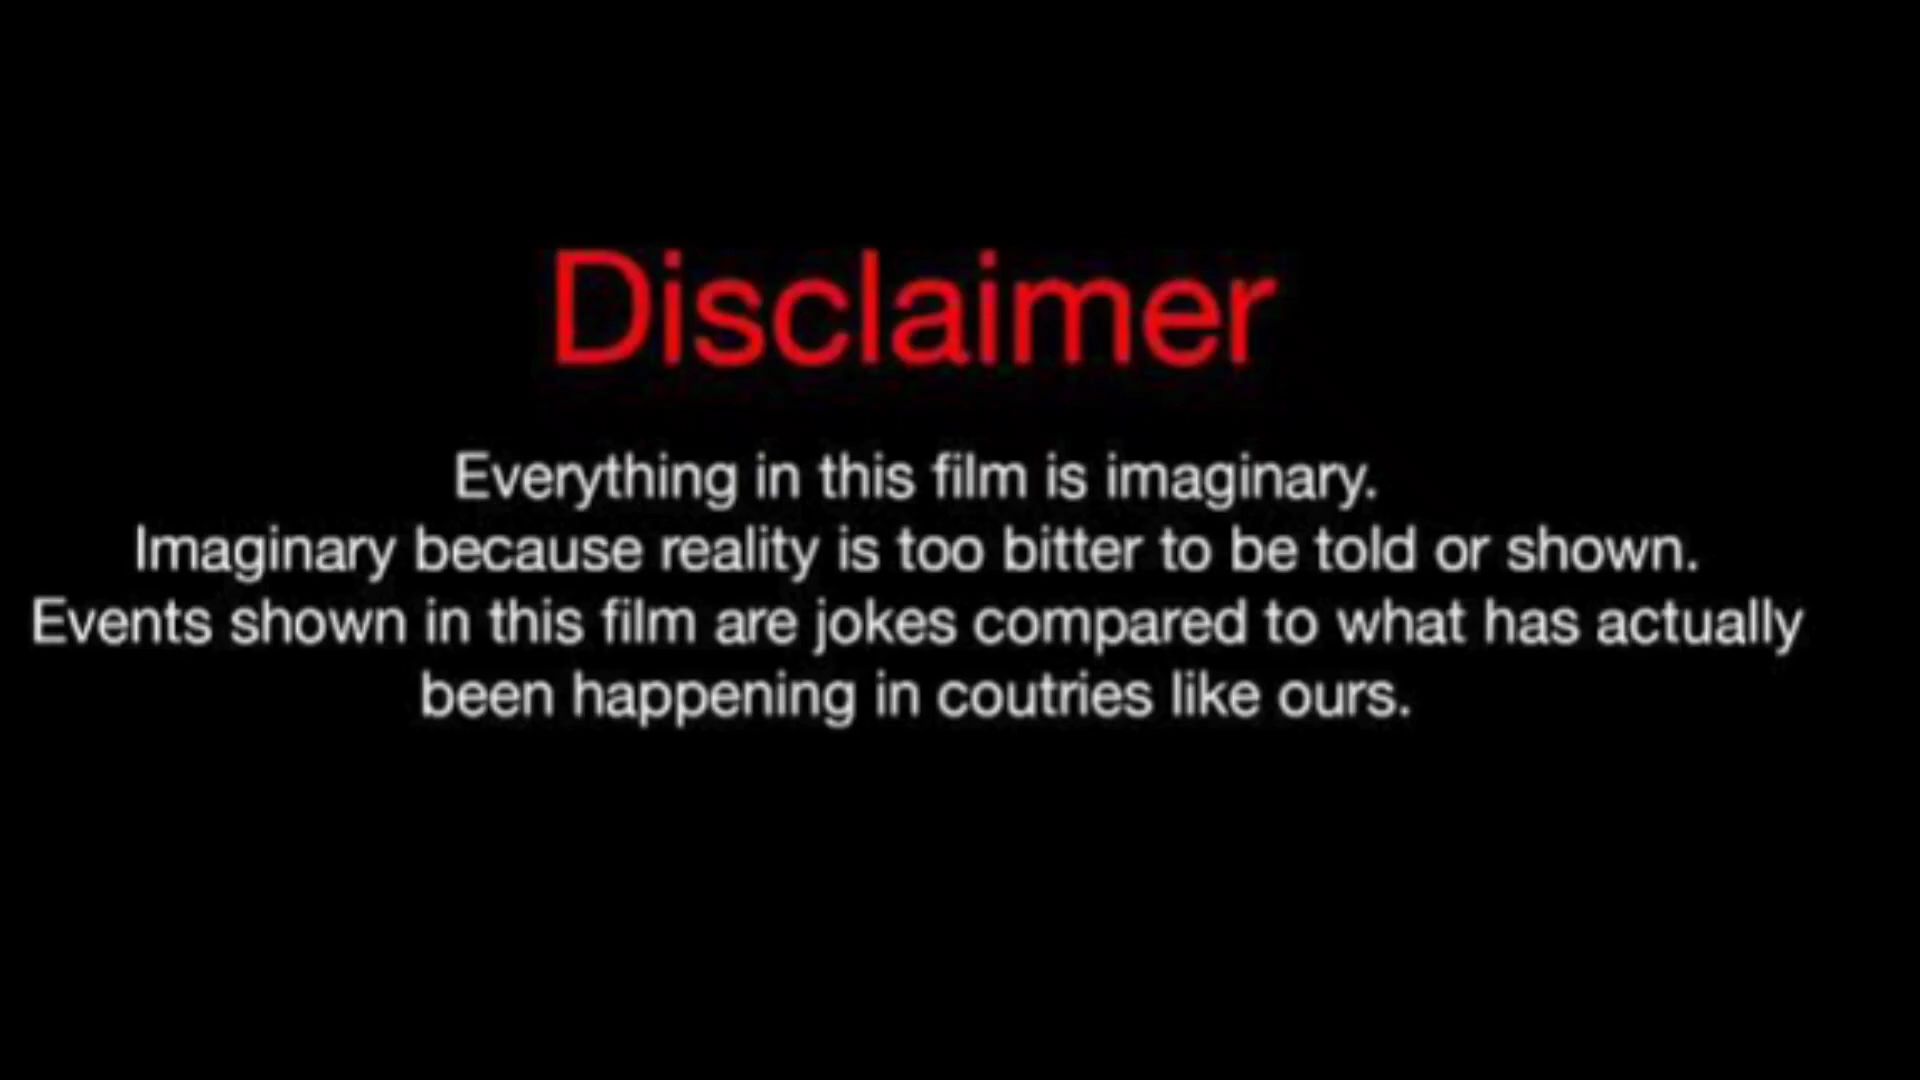 Disclaimer
Everything in this film is imaginary.
Imaginary because reality is too bitter to be told or shown.
Events shown in this film are jokes compared to what has actually
been happening in coutries like ours.